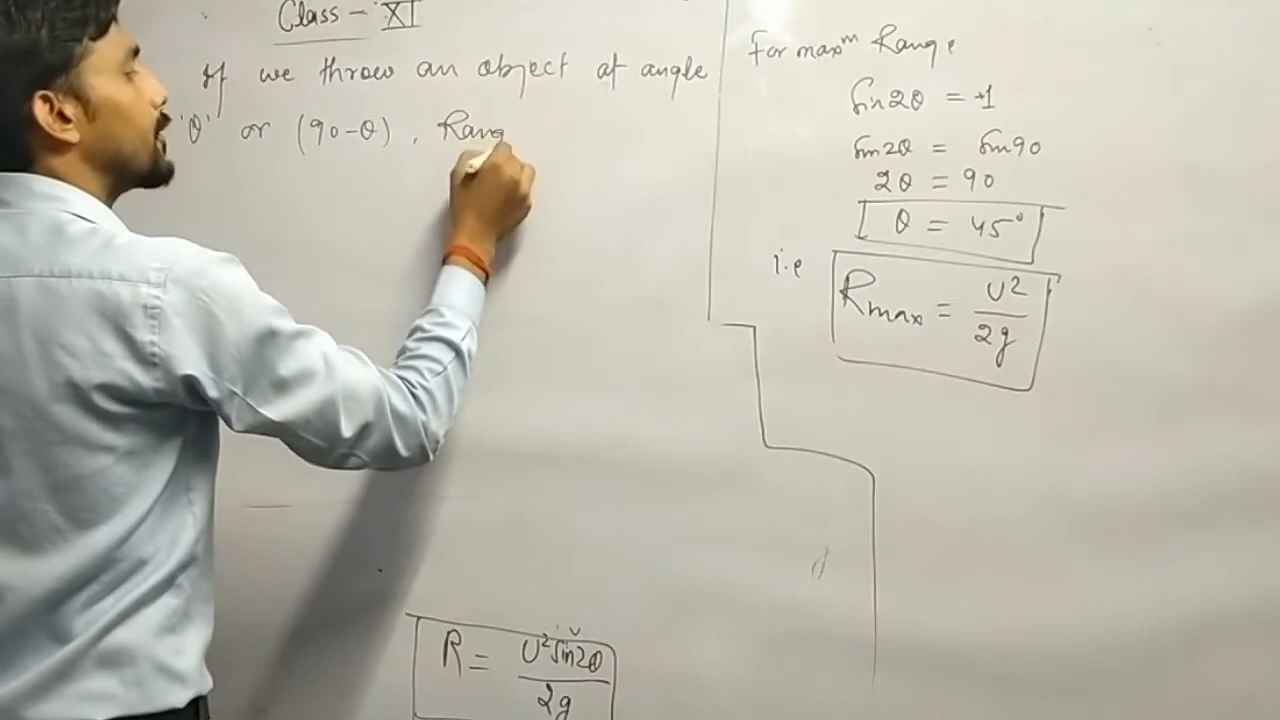 Class - XI
If we throw an object at angle
'θ' or (90-θ), Rang
For maxᵐ Range
Sin2θ = +1
Sin2θ = Sin90
2θ = 90
θ = 45°
i.e Rmax = U²/2g
R = U²Sin2θ/2g